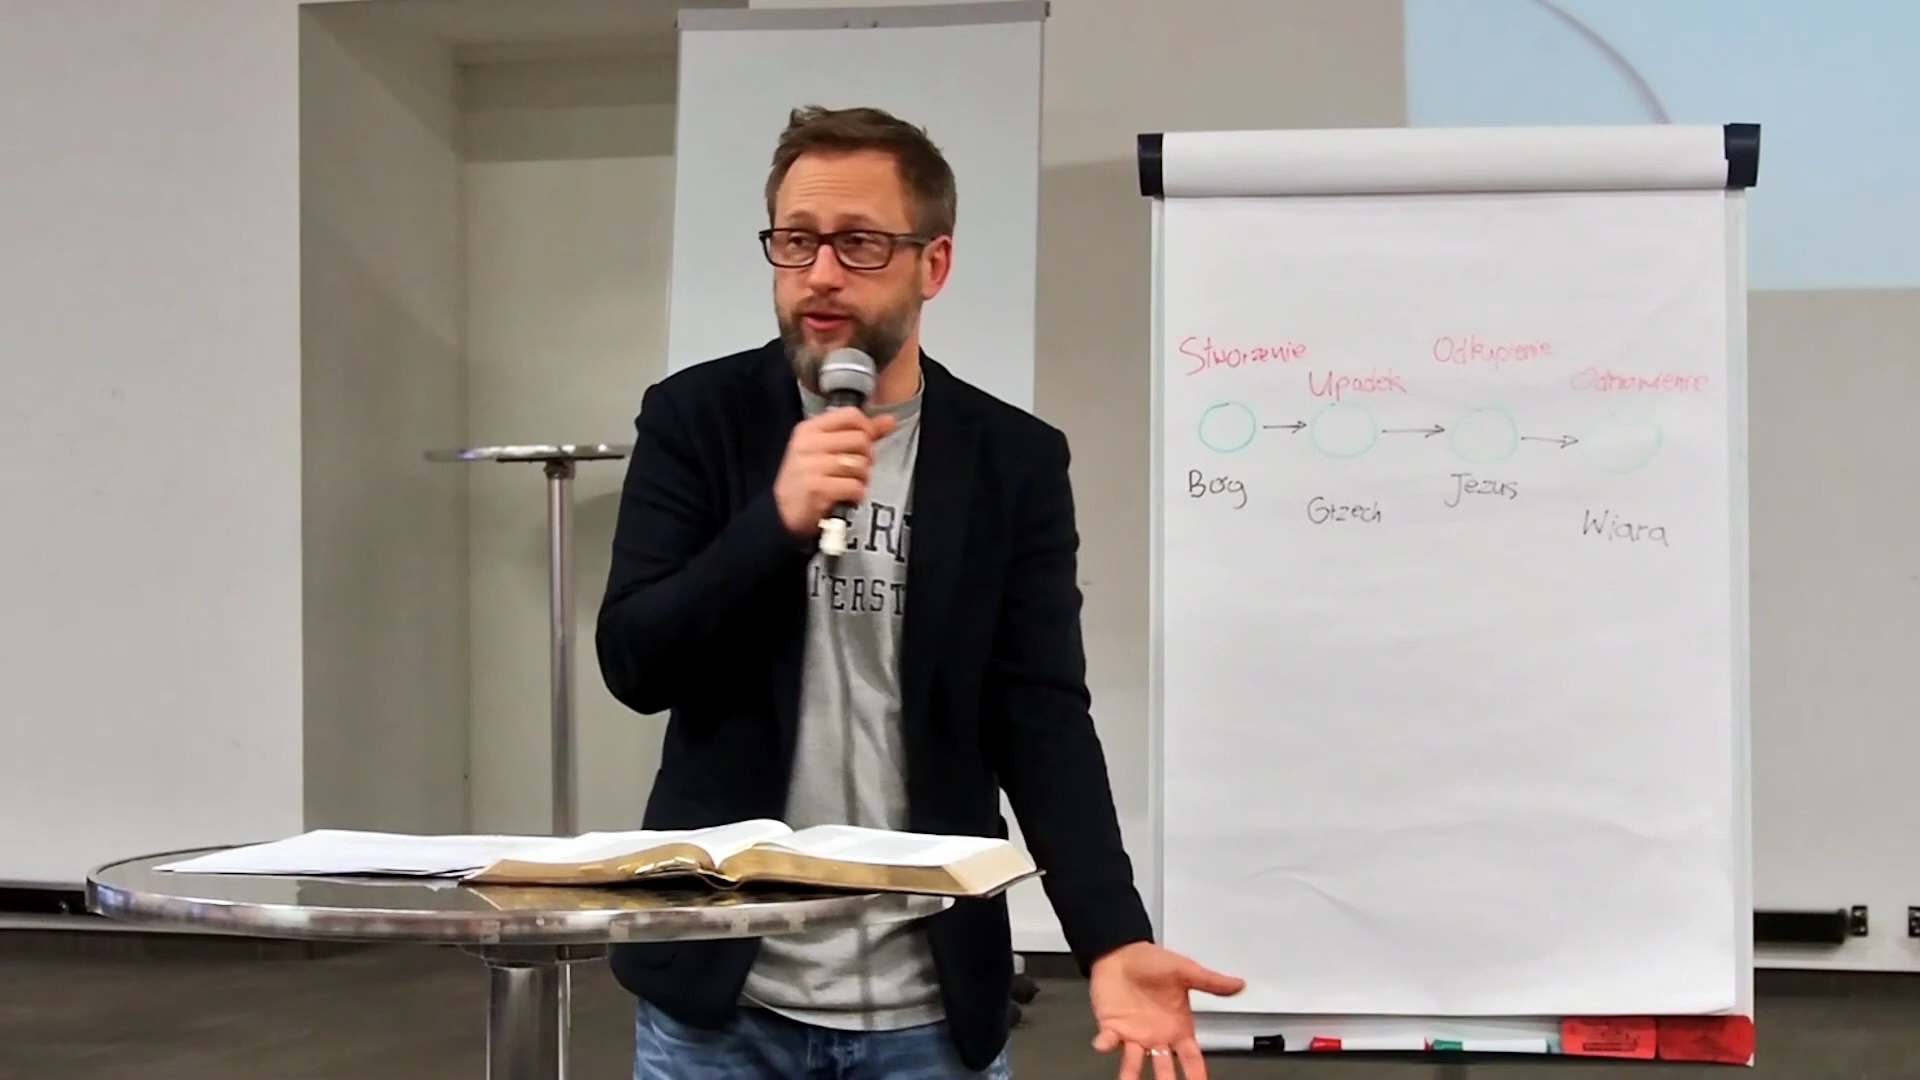 Stworzenie
Upadek
Odkupienie
Odnowienie
Bóg
Grzech
Jezus
Wiara